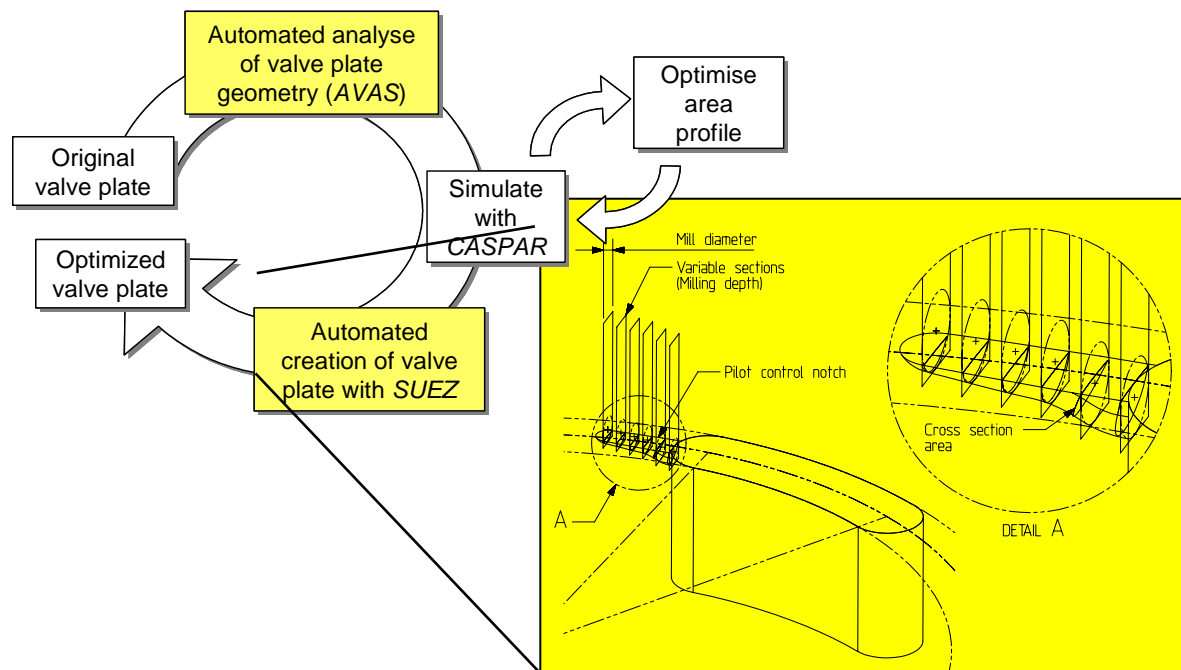 Automated analyse
of valve plate
geometry (AVAS)
Optimise
area
profile
Original
valve plate
Simulate
with
CASPAR
Optimized
valve plate
Automated
creation of valve
plate with SUEZ
Mill diameter
Variable sections
(Milling depth)
Pilot control notch
Cross section
area
A
DETAIL A